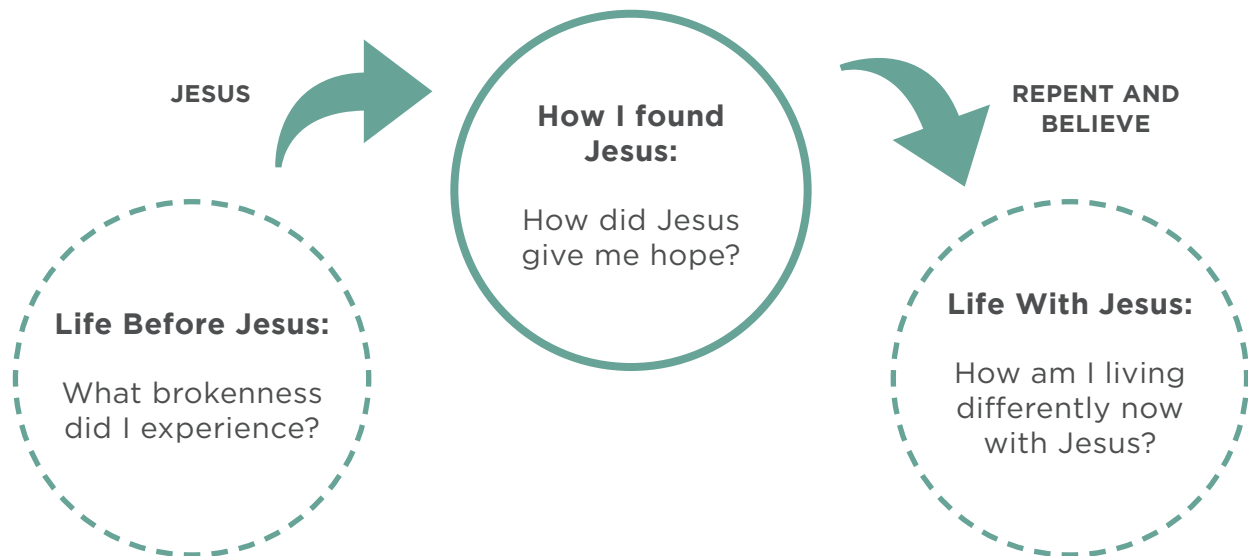 JESUS
How I found
Jesus:
How did Jesus
give me hope?
REPENT AND
BELIEVE
Life Before Jesus:
What brokenness
did I experience?
Life With Jesus:
How am I living
differently now
with Jesus?